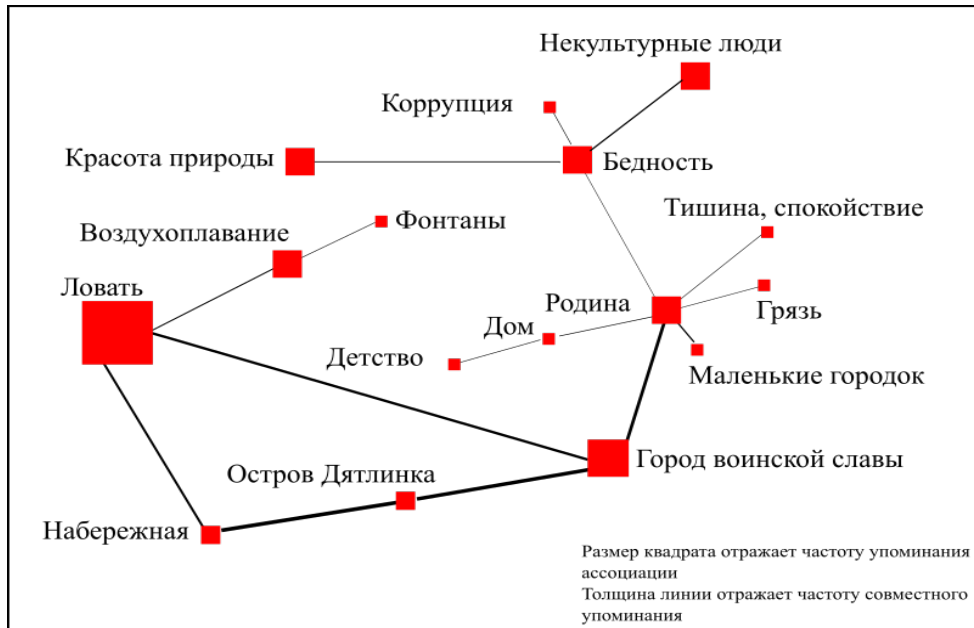 Некультурные люди
Коррупция
Красота природы
Бедность
Тишина, спокойствие
Фонтаны
Воздухоплавание
Ловать
Родина
Грязь
Дом
Детство
Маленькие городок
Город воинской славы
Остров Дятлинка
Набережная
Размер квадрата отражает частоту упоминания
ассоциации
Толщина линии отражает частоту совместного
упоминания